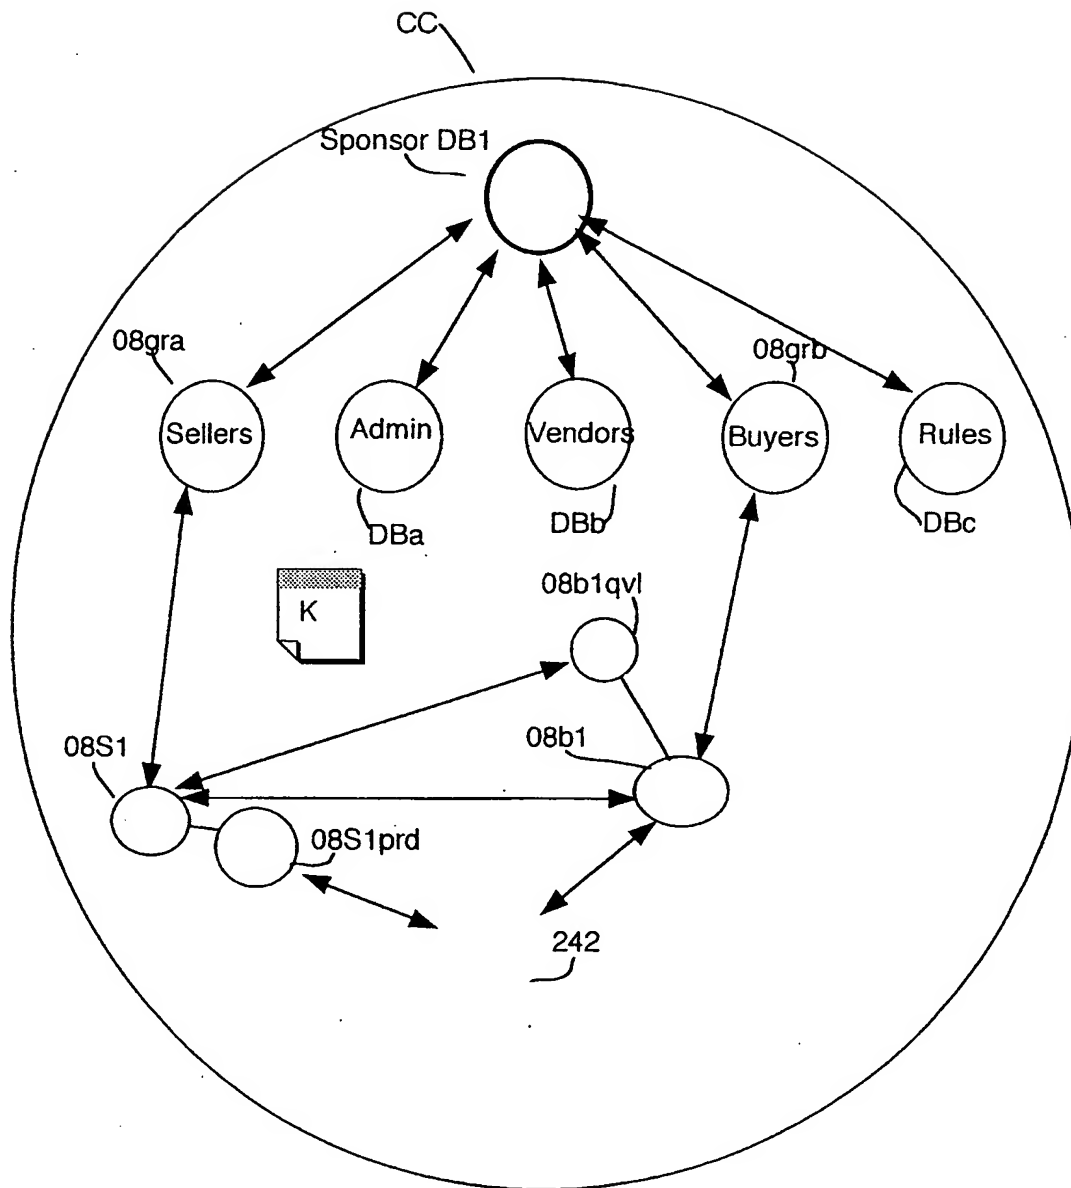 CC
Sponsor DB1
08gra
08grb
Sellers
Admin
Vendors
Buyers
Rules
DBa
DBb
DBc
K
08b1qvl
08S1
08b1
08S1prd
242